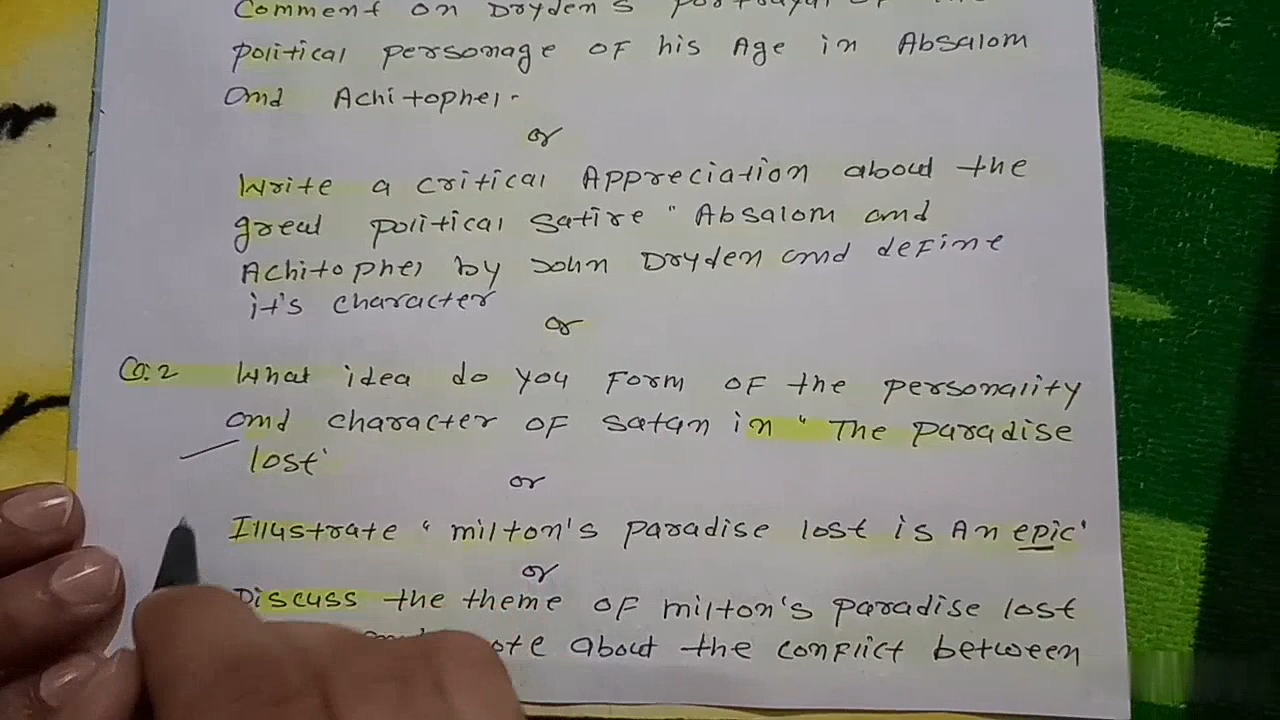 Comment on Dryden's
political personage of his Age in Absalom
and Achitophel.
or
Write a critical Appreciation about the
great political satire " Absalom and
Achitophel by John Dryden and define
it's character
or
Q.2 What idea do you form of the personality
and character of satan in " The paradise
lost'
or
Illustrate " milton's paradise lost is An epic'
or
Discuss the theme of milton's paradise lost
about the conflict between